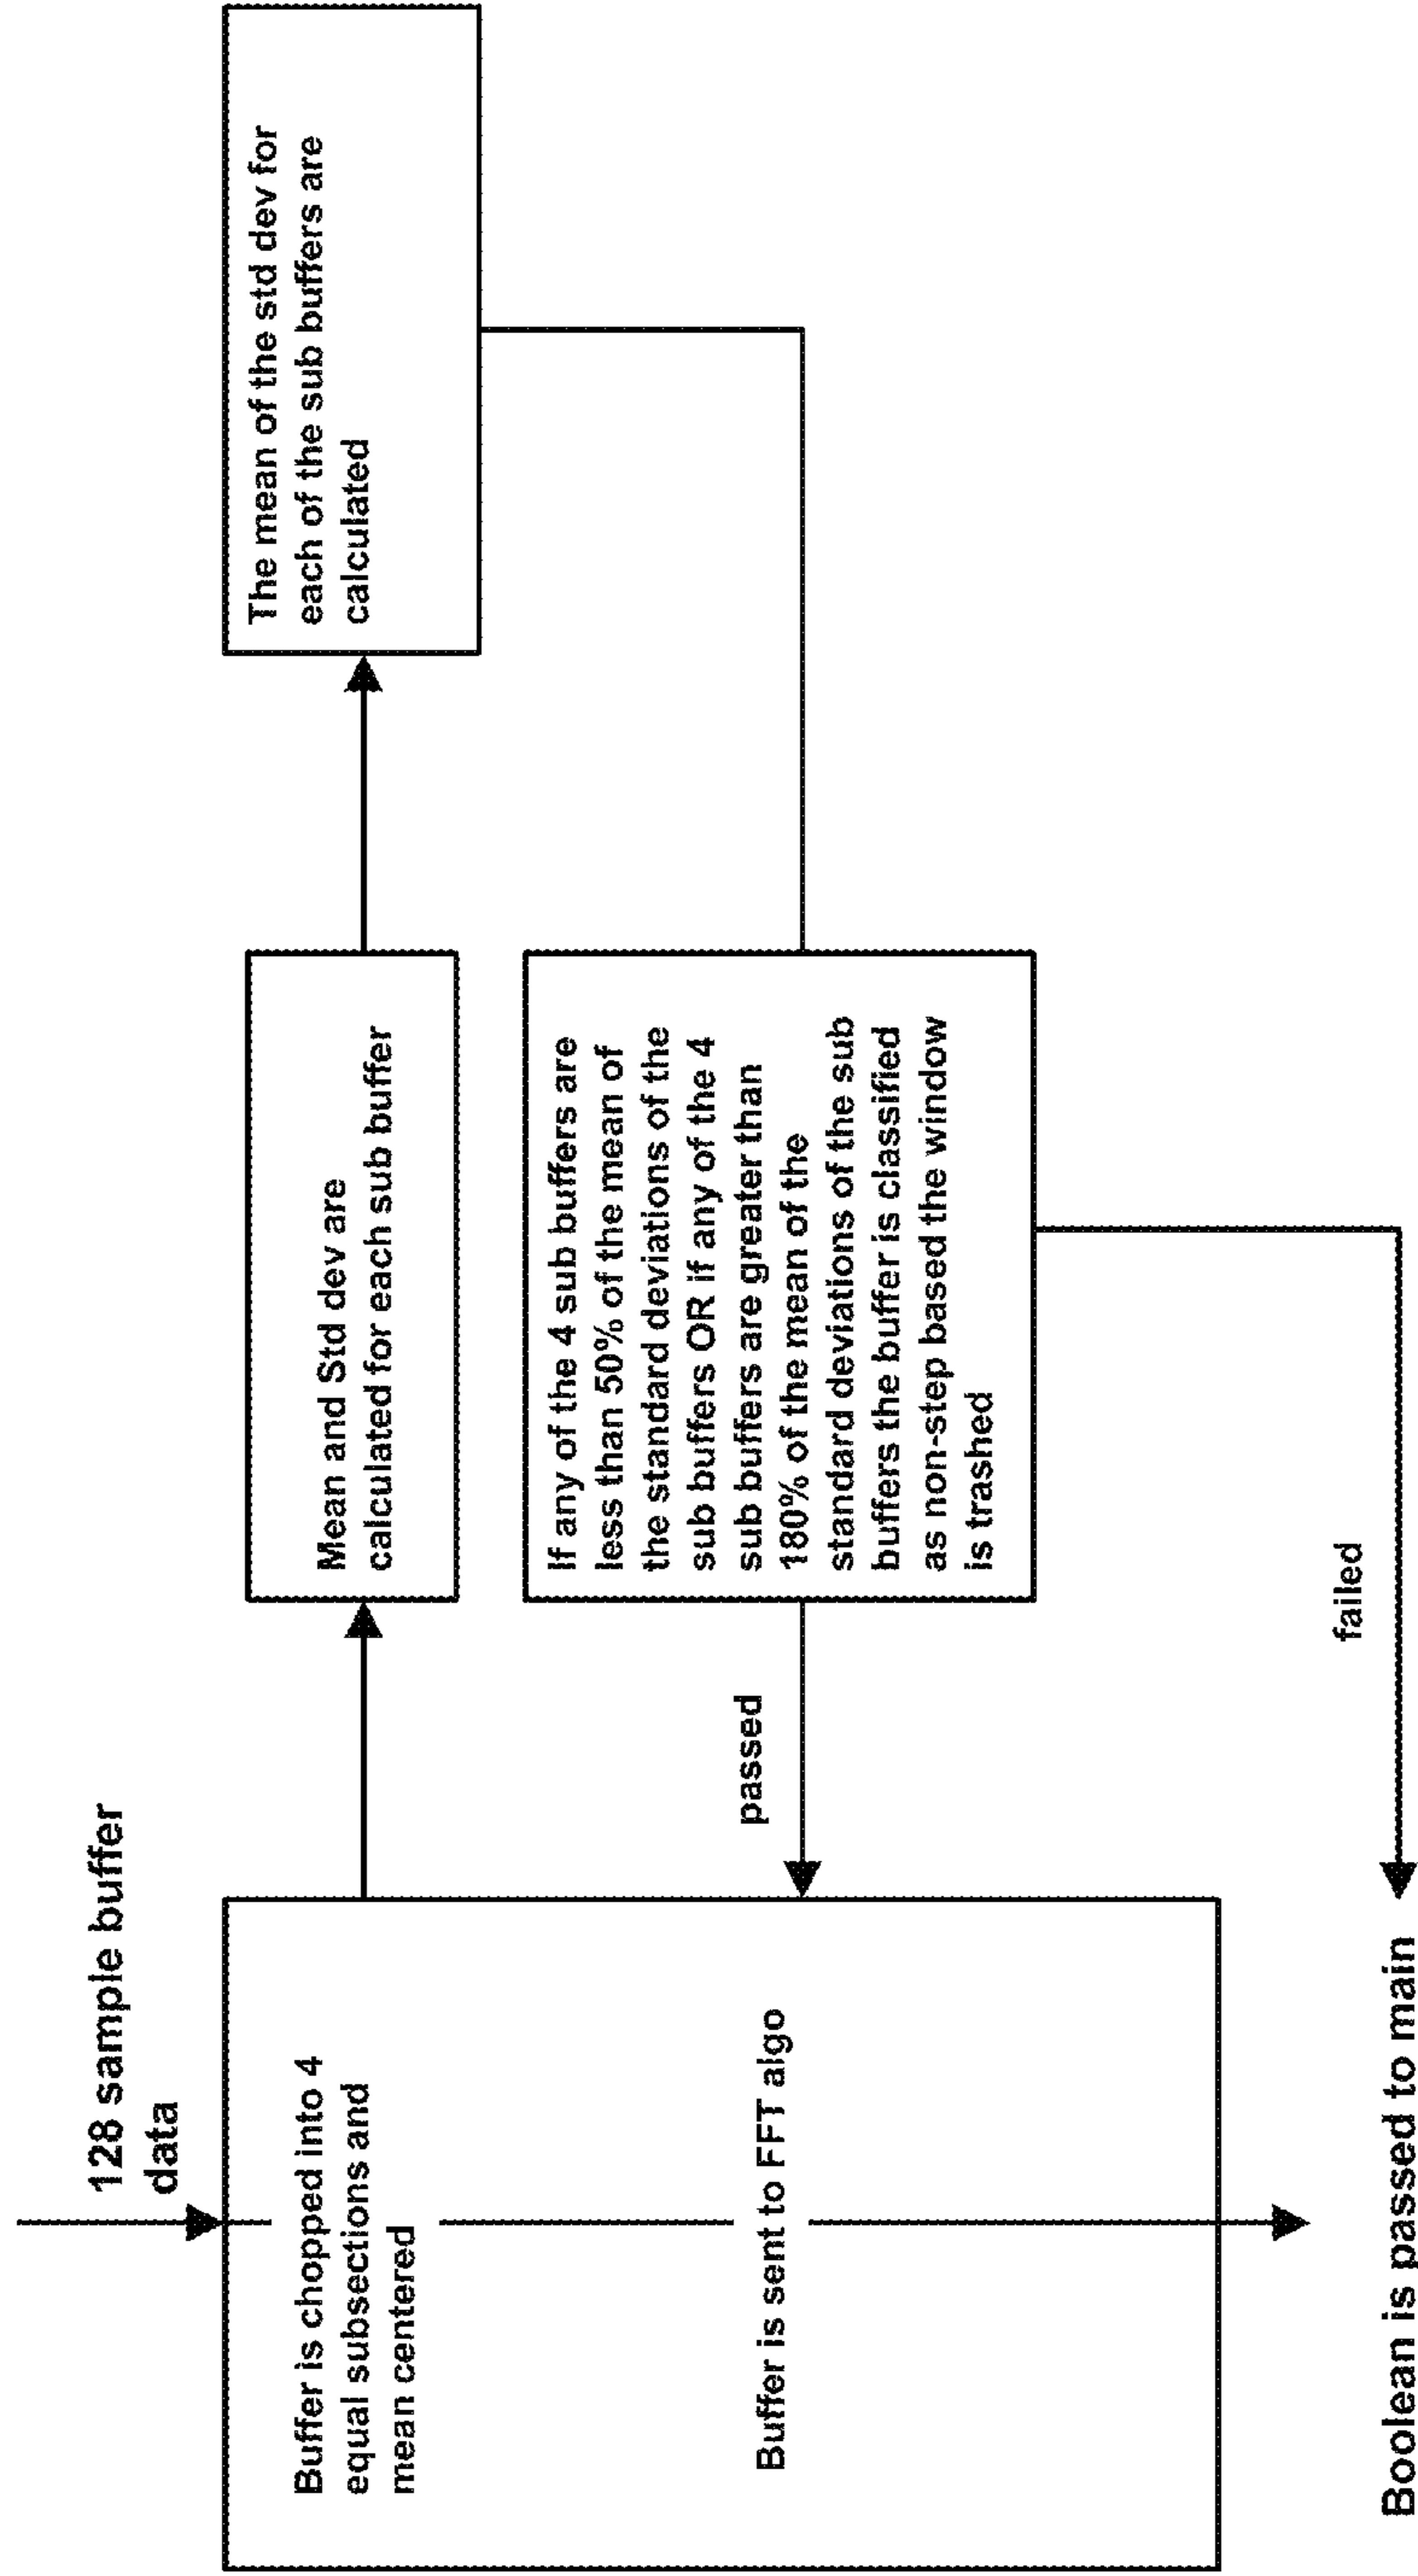 128 sample buffer
data
Buffer is chopped into 4
equal subsections and
mean centered
Mean and Std dev are
calculated for each sub buffer
The mean of the std dev for
each of the sub buffers are
calculated
If any of the 4 sub buffers are
less than 50% of the mean of
the standard deviations of the
sub buffers OR if any of the 4
sub buffers are greater than
180% of the mean of the
standard deviations of the sub
buffers the buffer is classified
as non-step based the window
is trashed
passed
Buffer is sent to FFT algo
failed
Boolean is passed to main